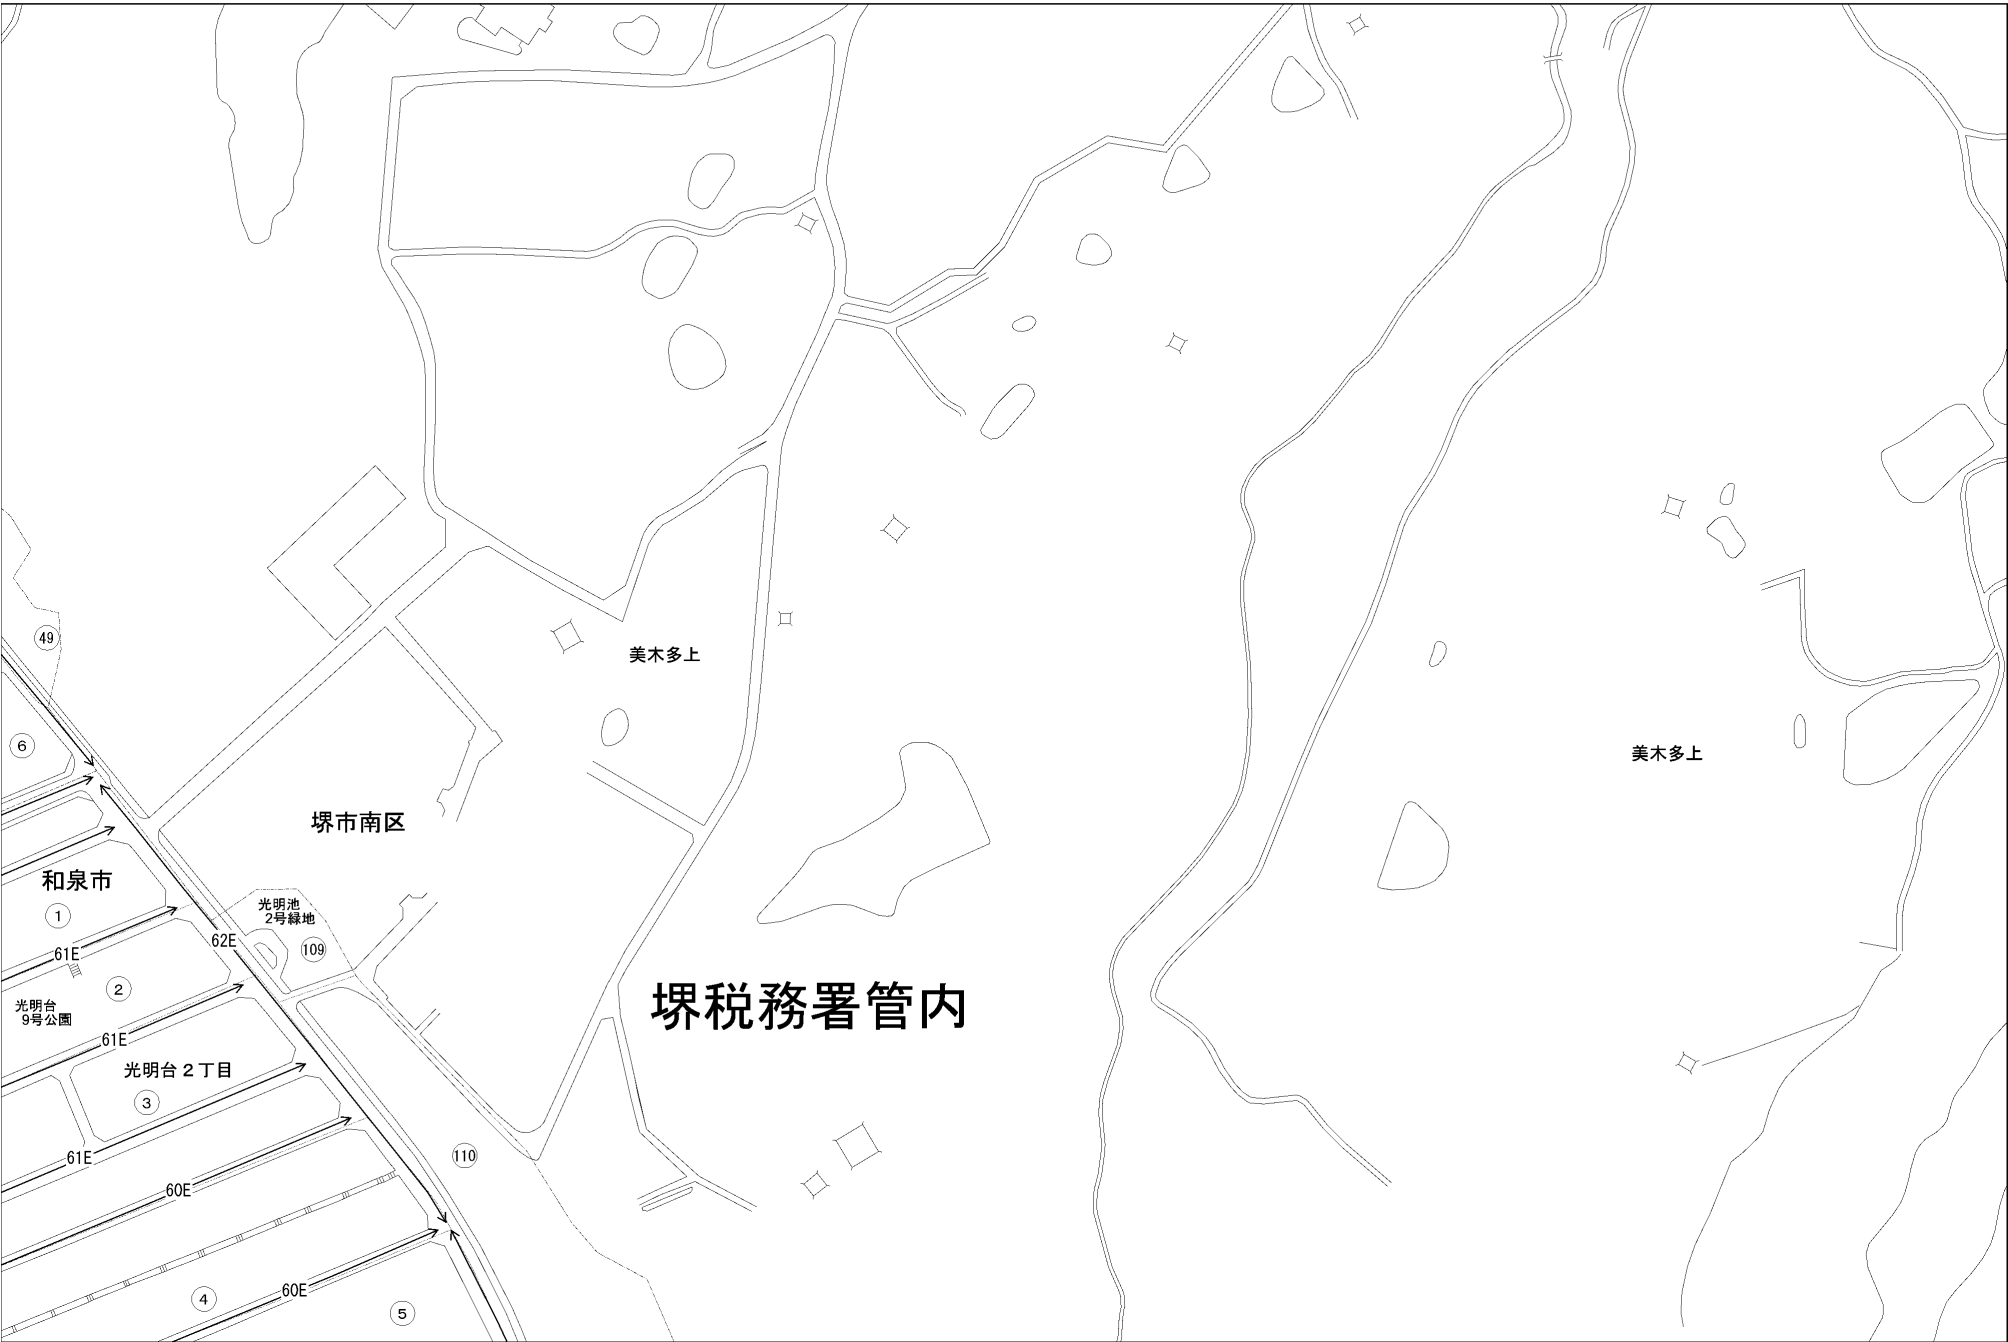 49
美木多上
6
美木多上
堺市南区
和泉市
1
光明池
2号緑地
62E
109
61E
2
光明台
9号公園
堺税務署管内
61E
光明台２丁目
3
61E
110
60E
60E
4
5